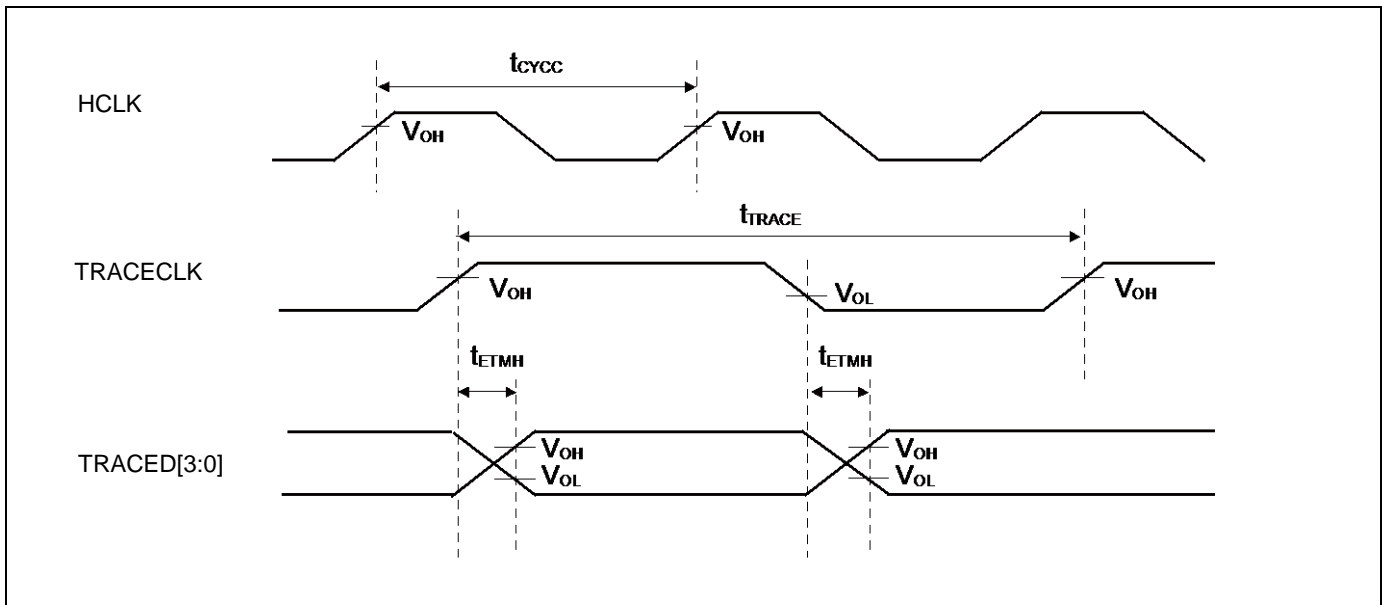 tCYCC
HCLK
VOH VOH
tTRACE
TRACECLK
VOH VOL VOH
tETMH tETMH
TRACED[3:0]
VOH VOH
VOL VOL